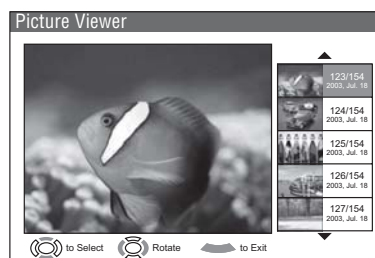 Picture Viewer
123/154
2003, Jul. 18
124/154
2003, Jul. 18
125/154
2003, Jul. 18
126/154
2003, Jul. 18
127/154
2003, Jul. 18
to Select Rotate to Exit